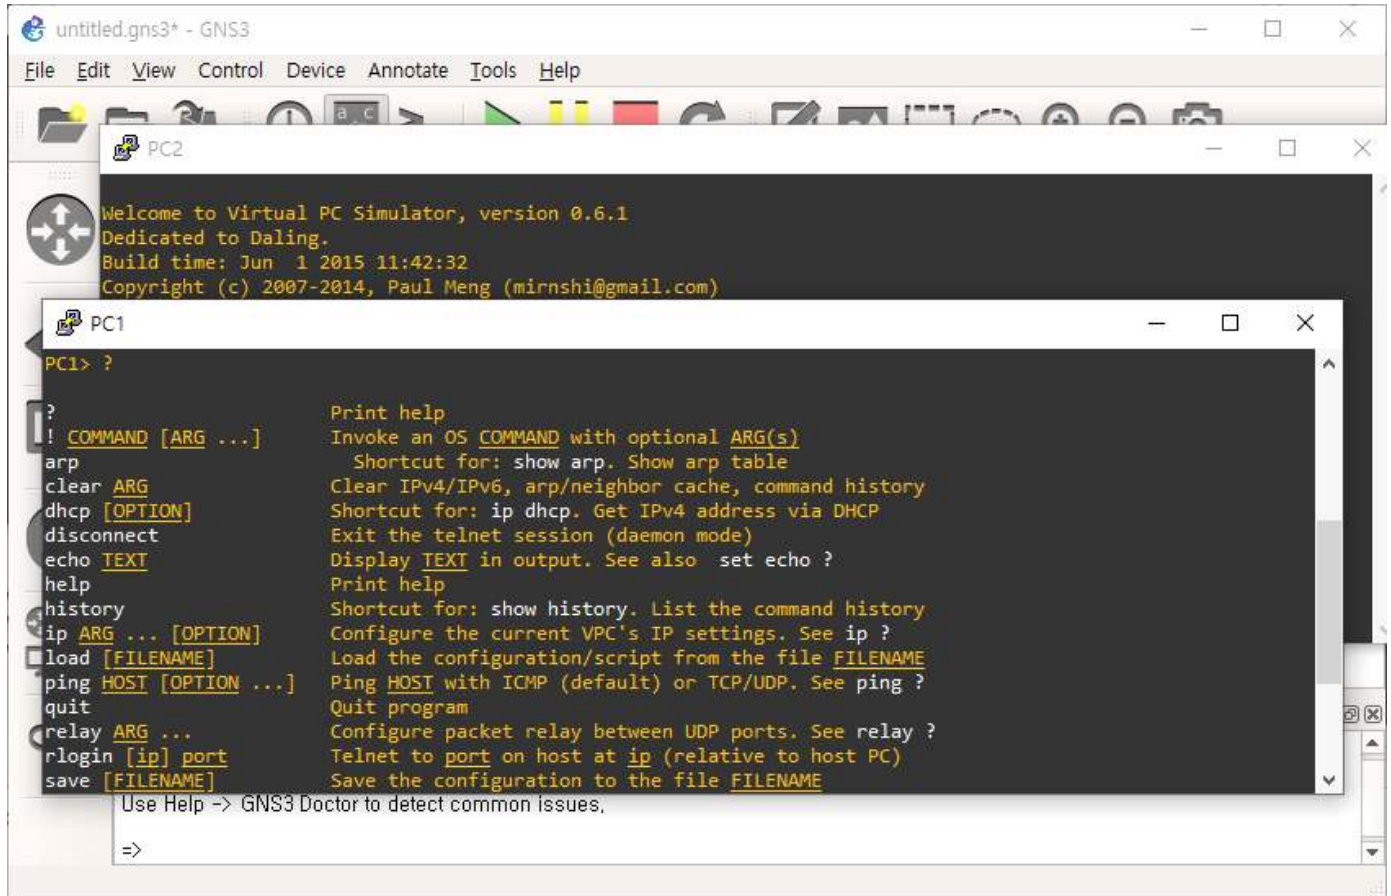 untitled.gns3* - GNS3
File Edit View Control Device Annotate Tools Help
PC2
Welcome to Virtual PC Simulator, version 0.6.1
Dedicated to Daling.
Build time: Jun  1 2015 11:42:32
Copyright (c) 2007-2014, Paul Meng (mirnshi@gmail.com)
PC1
PC1> ?
? Print help
! COMMAND [ARG ...] Invoke an OS COMMAND with optional ARG(s)
arp Shortcut for: show arp. Show arp table
clear ARG Clear IPv4/IPv6, arp/neighbor cache, command history
dhcp [OPTION] Shortcut for: ip dhcp. Get IPv4 address via DHCP
disconnect Exit the telnet session (daemon mode)
echo TEXT Display TEXT in output. See also  set echo ?
help Print help
history Shortcut for: show history. List the command history
ip ARG ... [OPTION] Configure the current VPC's IP settings. See ip ?
load [FILENAME] Load the configuration/script from the file FILENAME
ping HOST [OPTION ...] Ping HOST with ICMP (default) or TCP/UDP. See ping ?
quit Quit program
relay ARG ... Configure packet relay between UDP ports. See relay ?
rlogin [ip] port Telnet to port on host at ip (relative to host PC)
save [FILENAME] Save the configuration to the file FILENAME
Use Help -> GNS3 Doctor to detect common issues,
=>